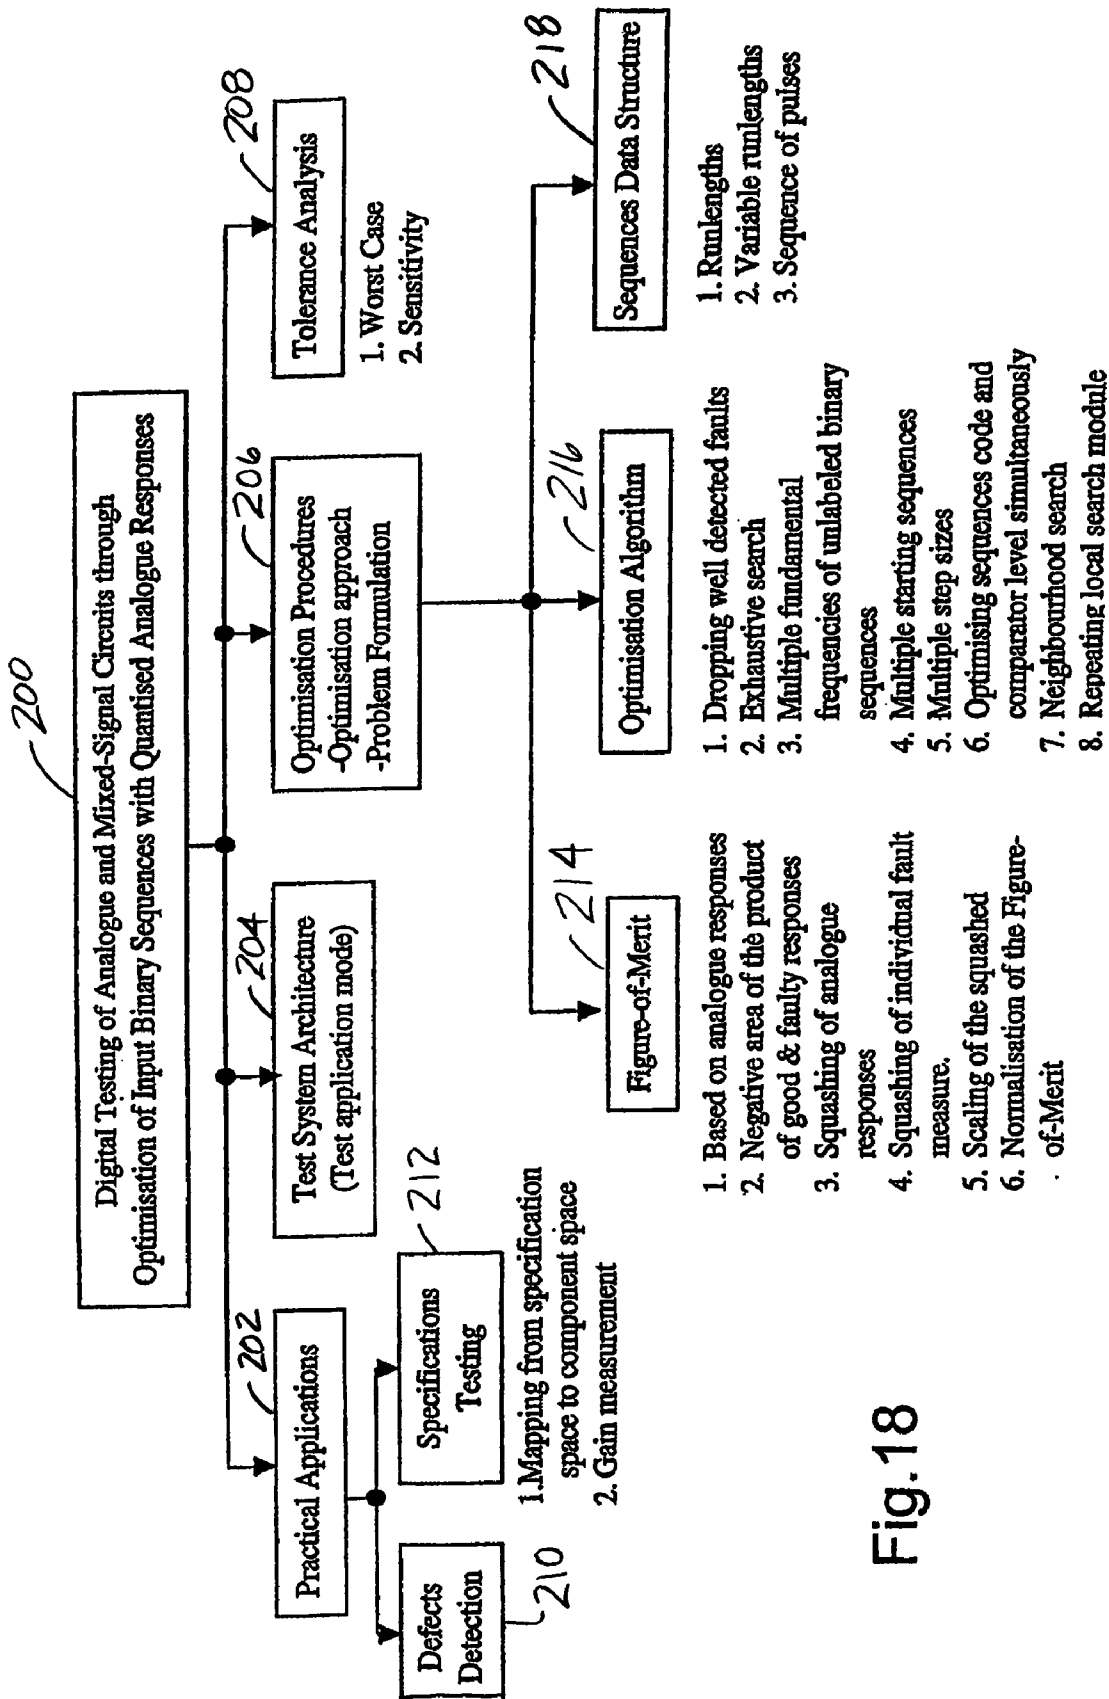 200
Digital Testing of Analogue and Mixed-Signal Circuits through
Optimisation of Input Binary Sequences with Quantised Analogue Responses
202
Practical Applications
204
Test System Architecture
(Test application mode)
206
Optimisation Procedures
-Optimisation approach
-Problem Formulation
208
Tolerance Analysis
1. Worst Case
2. Sensitivity
Defects
Detection
210
212
Specifications
Testing
1.Mapping from specification
space to component space
2. Gain measurement
214
Figure-of-Merit
1. Based on analogue responses
2. Negative area of the product
of good & faulty responses
3. Squashing of analogue
responses
4. Squashing of individual fault
measure.
5. Scaling of the squashed
6. Normalisation of the Figure-
of-Merit
216
Optimisation Algorithm
1. Dropping well detected faults
2. Exhaustive search
3. Multiple fundamental
frequencies of unlabeled binary
sequences
4. Multiple starting sequences
5. Multiple step sizes
6. Optimising sequences code and
comparator level simultaneously
7. Neighbourhood search
8. Repeating local search module
218
Sequences Data Structure
1. Runlengths
2. Variable runlengths
3. Sequence of pulses
Fig.18